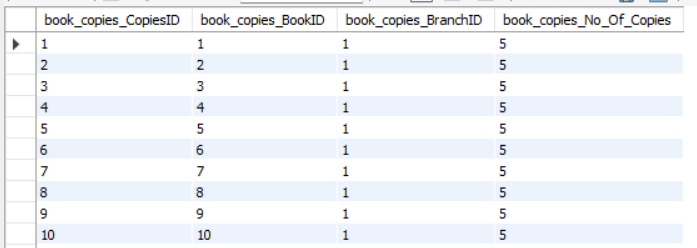 book_copies_CopiesID book_copies_BookID book_copies_BranchID book_copies_No_Of_Copies
1 1 1 5
2 2 1 5
3 3 1 5
4 4 1 5
5 5 1 5
6 6 1 5
7 7 1 5
8 8 1 5
9 9 1 5
10 10 1 5